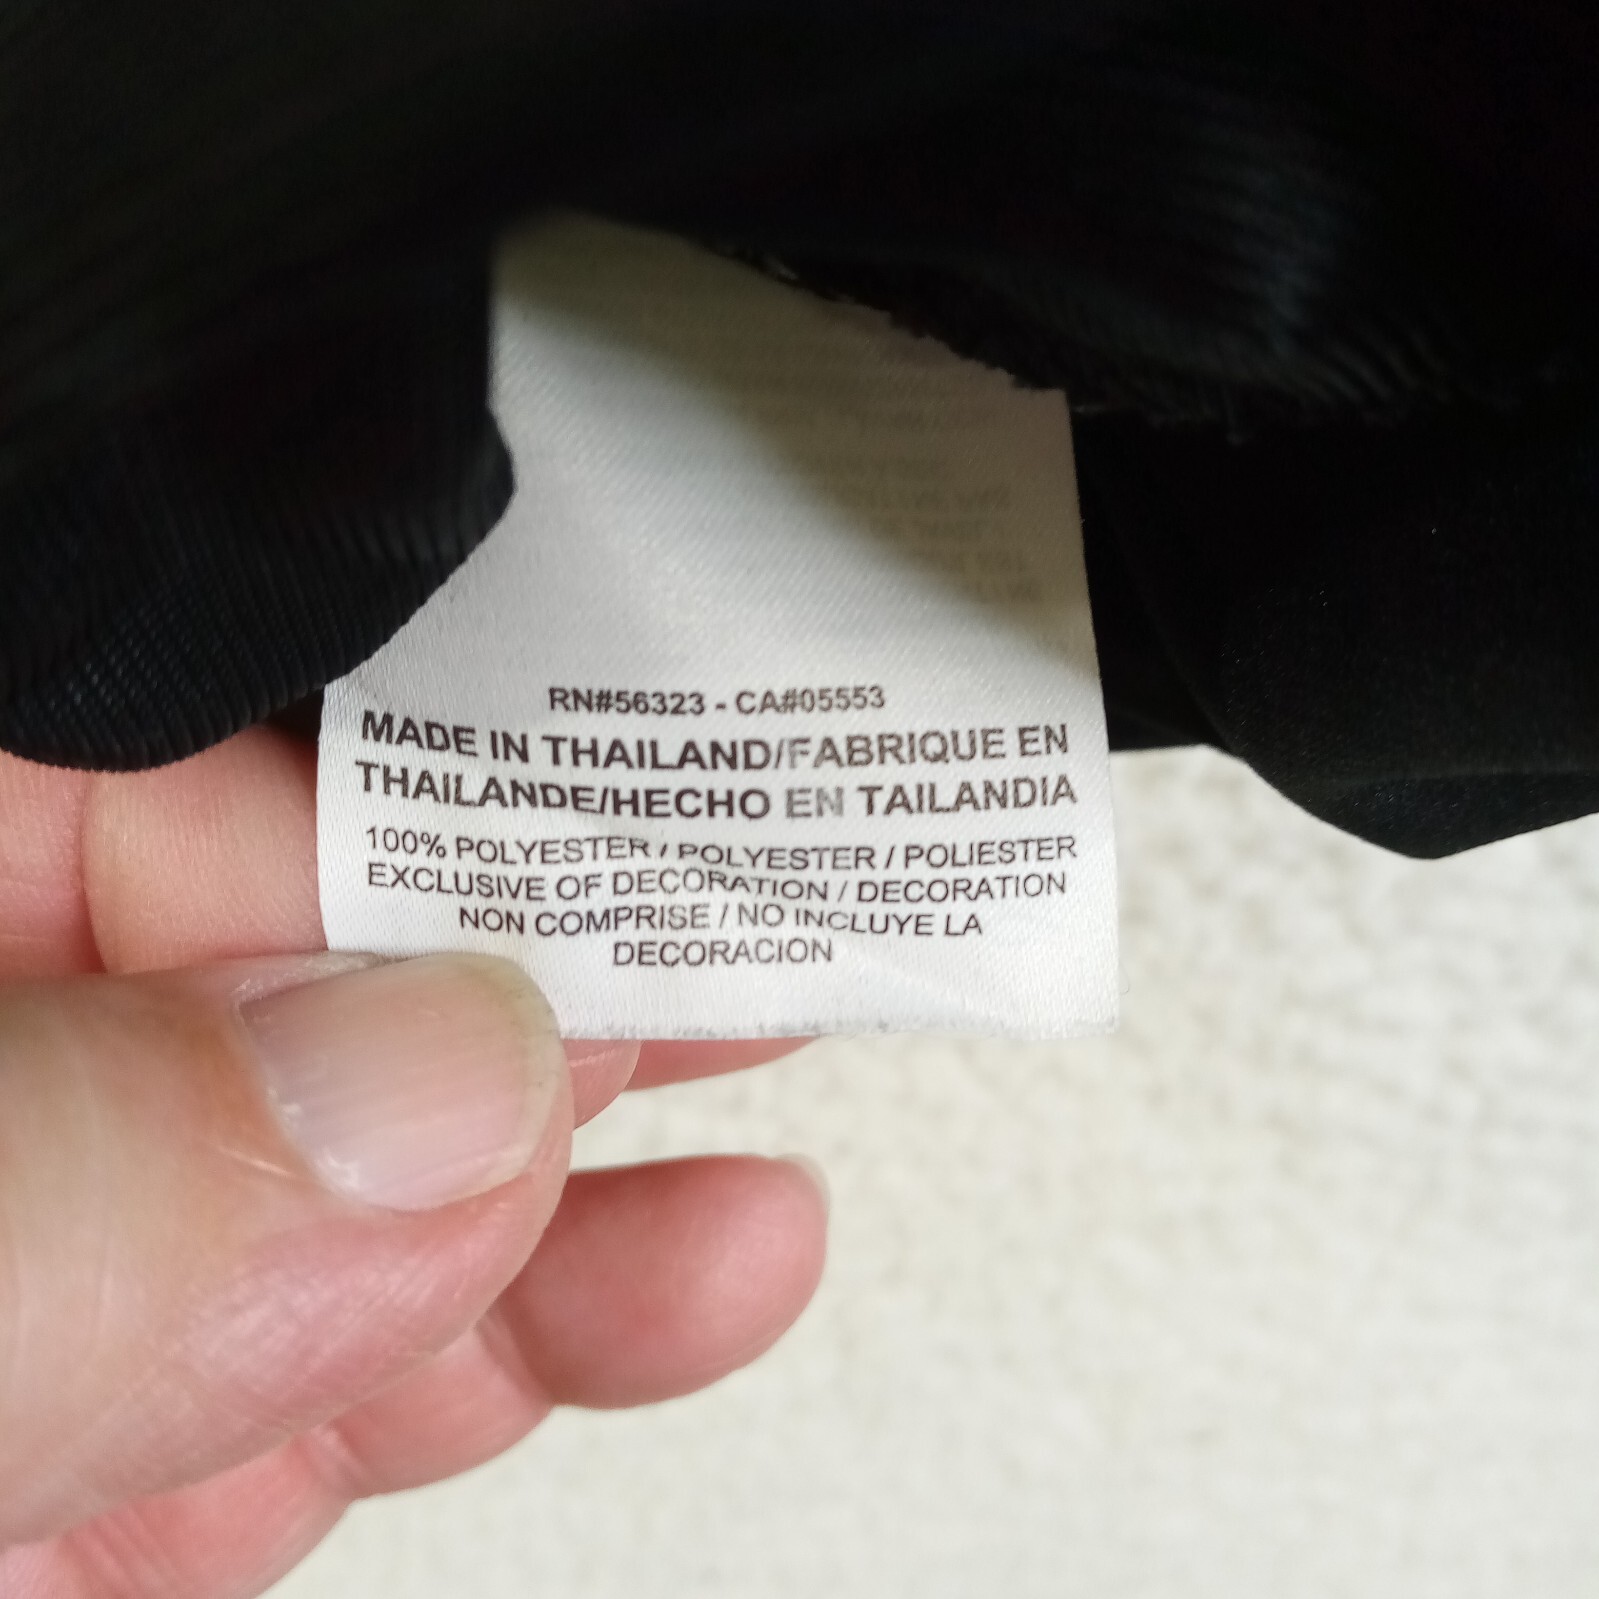 RN#56323 - CA#05553
MADE IN THAILAND/FABRIQUE EN
THAILANDE/HECHO EN TAILANDIA
100% POLYESTER / POLYESTER / POLIESTER
EXCLUSIVE OF DECORATION / DECORATION
NON COMPRISE / NO INCLUYE LA
DECORACION